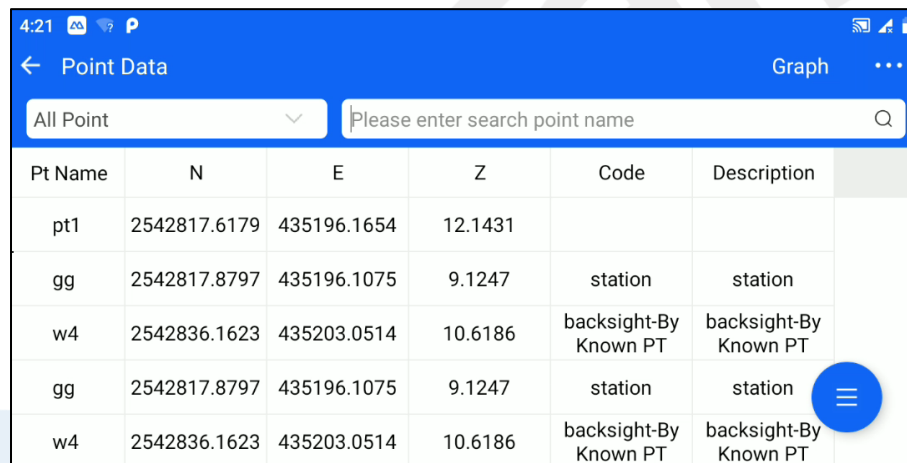 4:21
Point Data Graph
All Point Please enter search point name
Pt Name N E Z Code Description
pt1 2542817.6179 435196.1654 12.1431
gg 2542817.8797 435196.1075 9.1247 station station
w4 2542836.1623 435203.0514 10.6186 backsight-By Known PT backsight-By Known PT
gg 2542817.8797 435196.1075 9.1247 station station
w4 2542836.1623 435203.0514 10.6186 backsight-By Known PT backsight-By Known PT